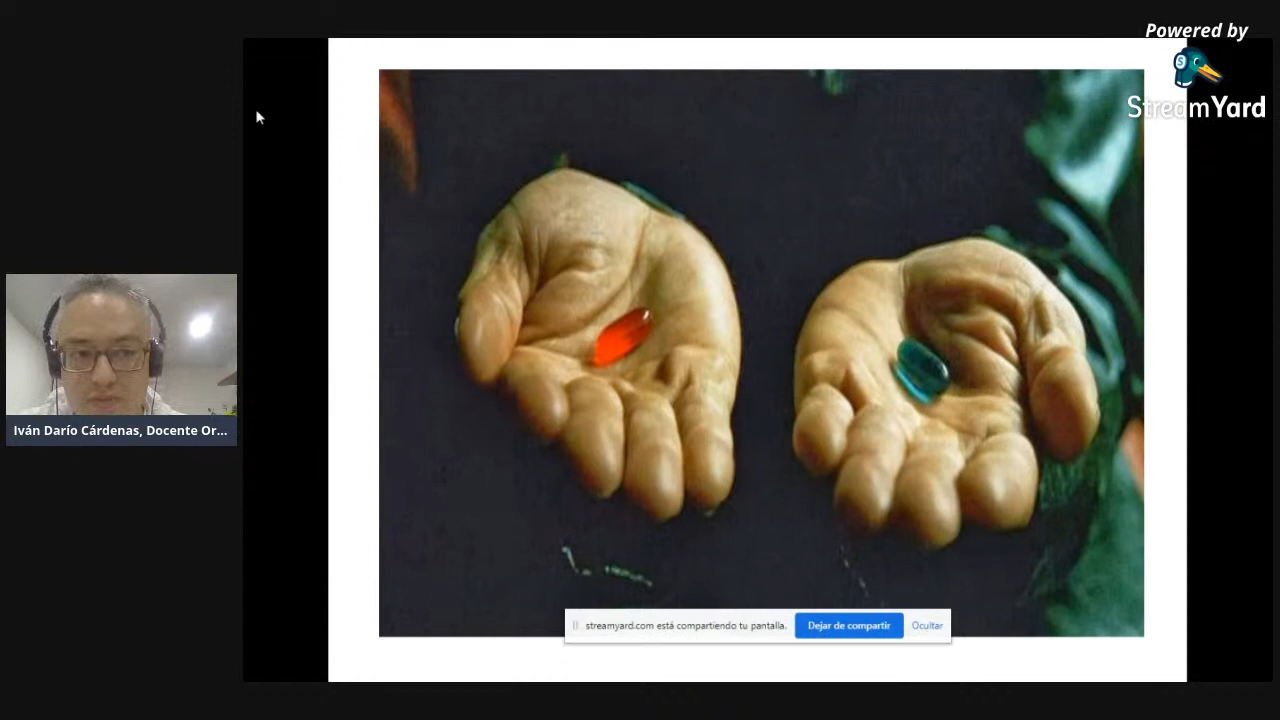 Powered by
StreamYard
Iván Darío Cárdenas, Docente Or...
streamyard.com está compartiendo tu pantalla.
Dejar de compartir
Ocultar